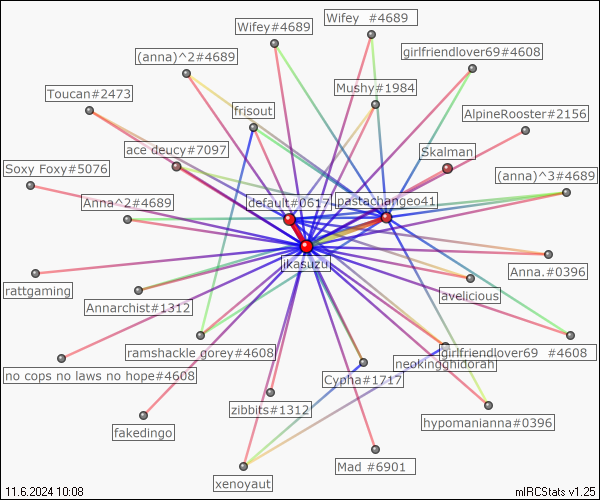 Wifey  #4689
Wifey#4689
girlfriendlover69#4608
(anna)^2#4689
Mushy#1984
Toucan#2473
frisout
AlpineRooster#2156
ace deucy#7097
Skalman
Soxy Foxy#5076
(anna)^3#4689
Anna^2#4689
default#0617
pastachangeo41
ikasuzu
Anna.#0396
rattgaming
avelicious
Annarchist#1312
ramshackle gorey#4608
girlfriendlover69  #4608
neokingghidorah
no cops no laws no hope#4608
Cypha#1717
zibbits#1312
hypomanianna#0396
fakedingo
Mad #6901
xenoyaut
11.6.2024 10:08
mIRCStats v1.25